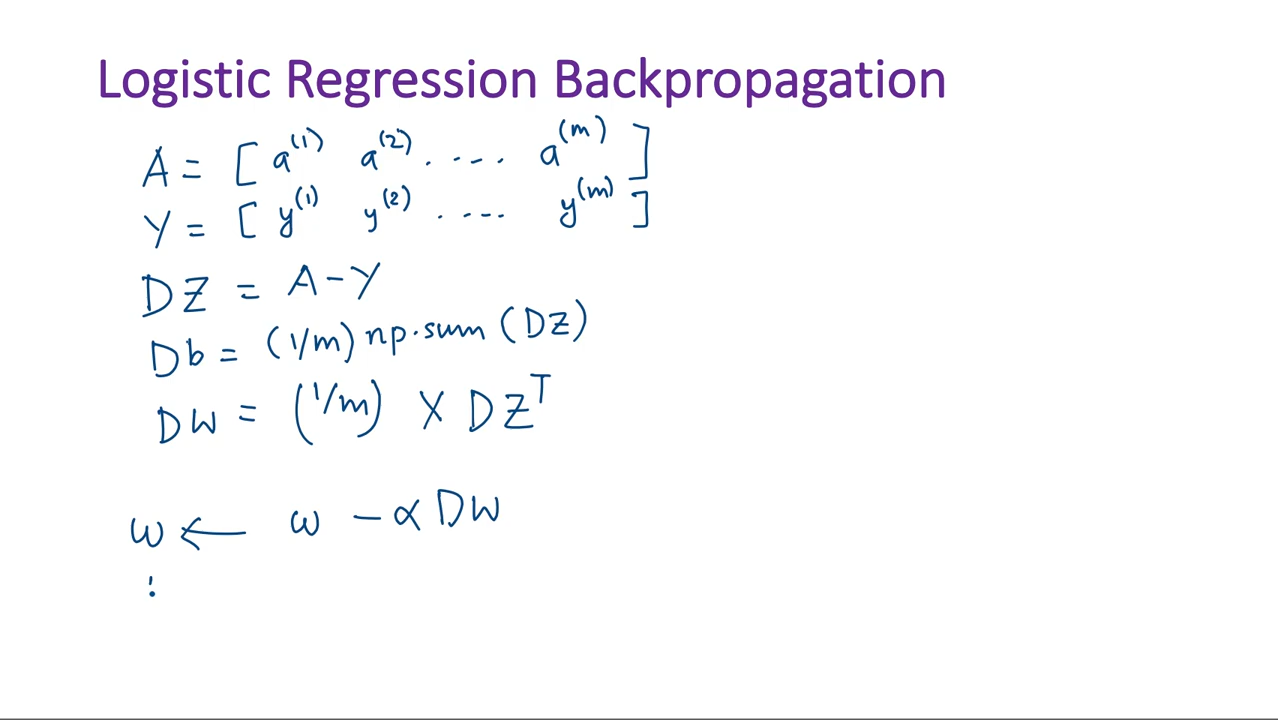 Logistic Regression Backpropagation
A = [ a^(1) a^(2) ..... a^(m) ]
Y = [ y^(1) y^(2) ..... y^(m) ]
DZ = A - Y
Db = (1/m) np.sum (DZ)
DW = (1/m) X DZ^T
w ← w - α DW